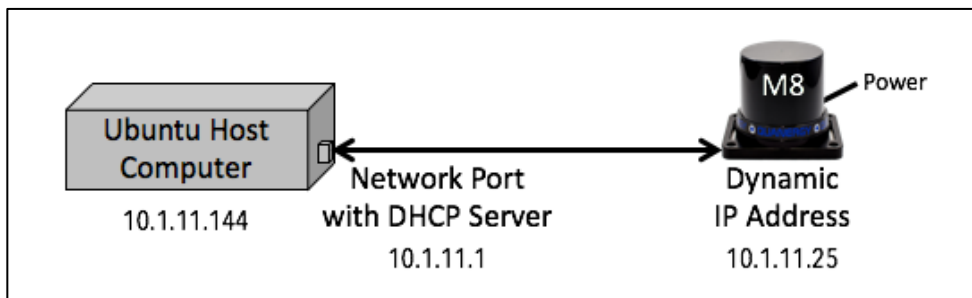 Ubuntu Host
Computer
10.1.11.144
Network Port
with DHCP Server
10.1.11.1
M8
Power
QUANERGY
Dynamic
IP Address
10.1.11.25